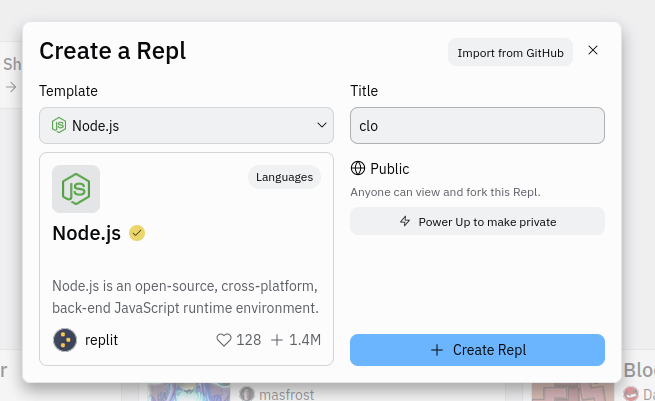 Create a Repl
Import from GitHub
Template
Title
Node.js
clo
Languages
Public
Anyone can view and fork this Repl.
Node.js
Power Up to make private
Node.js is an open-source, cross-platform,
back-end JavaScript runtime environment.
replit
128
1.4M
Create Repl
Sh
r
Bloo
masfrost
Da